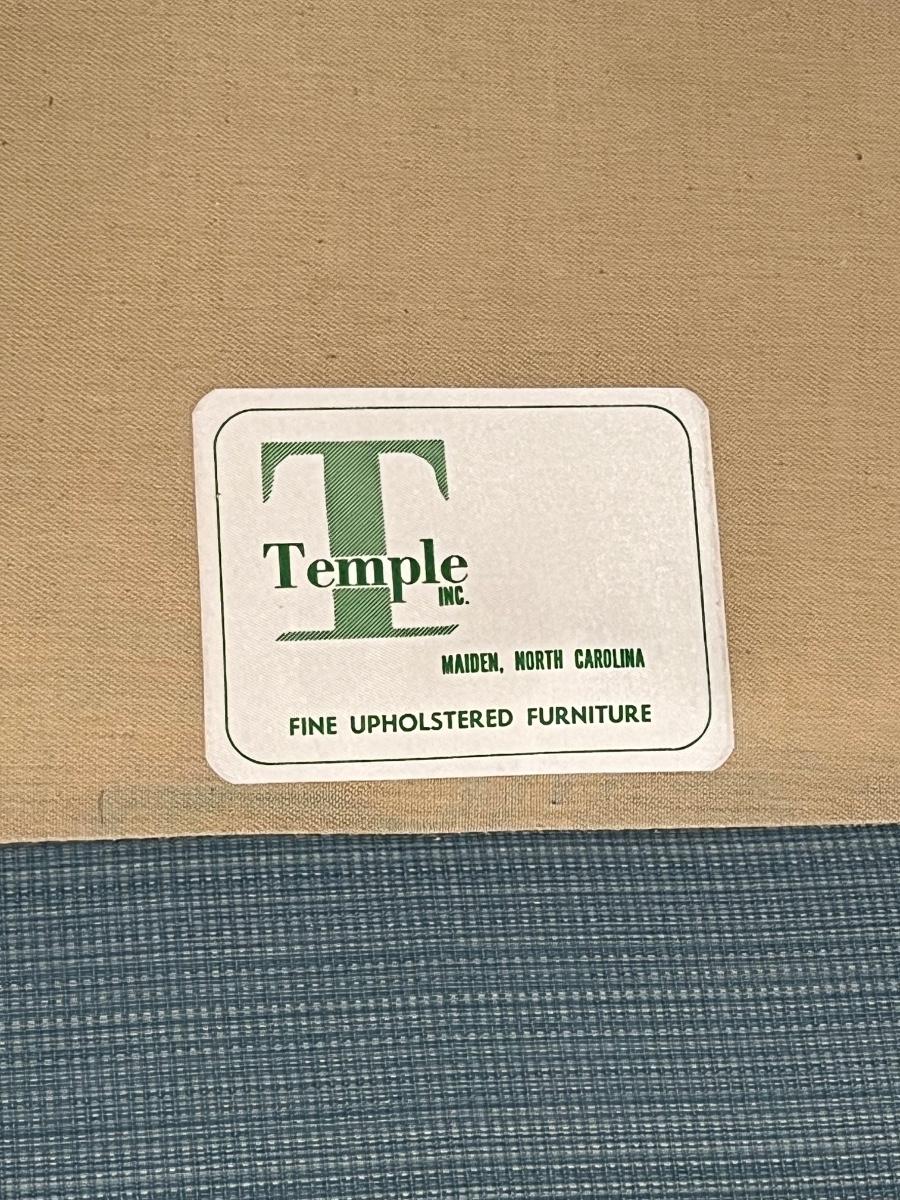 T
Temple
INC.
MAIDEN, NORTH CAROLINA
FINE UPHOLSTERED FURNITURE